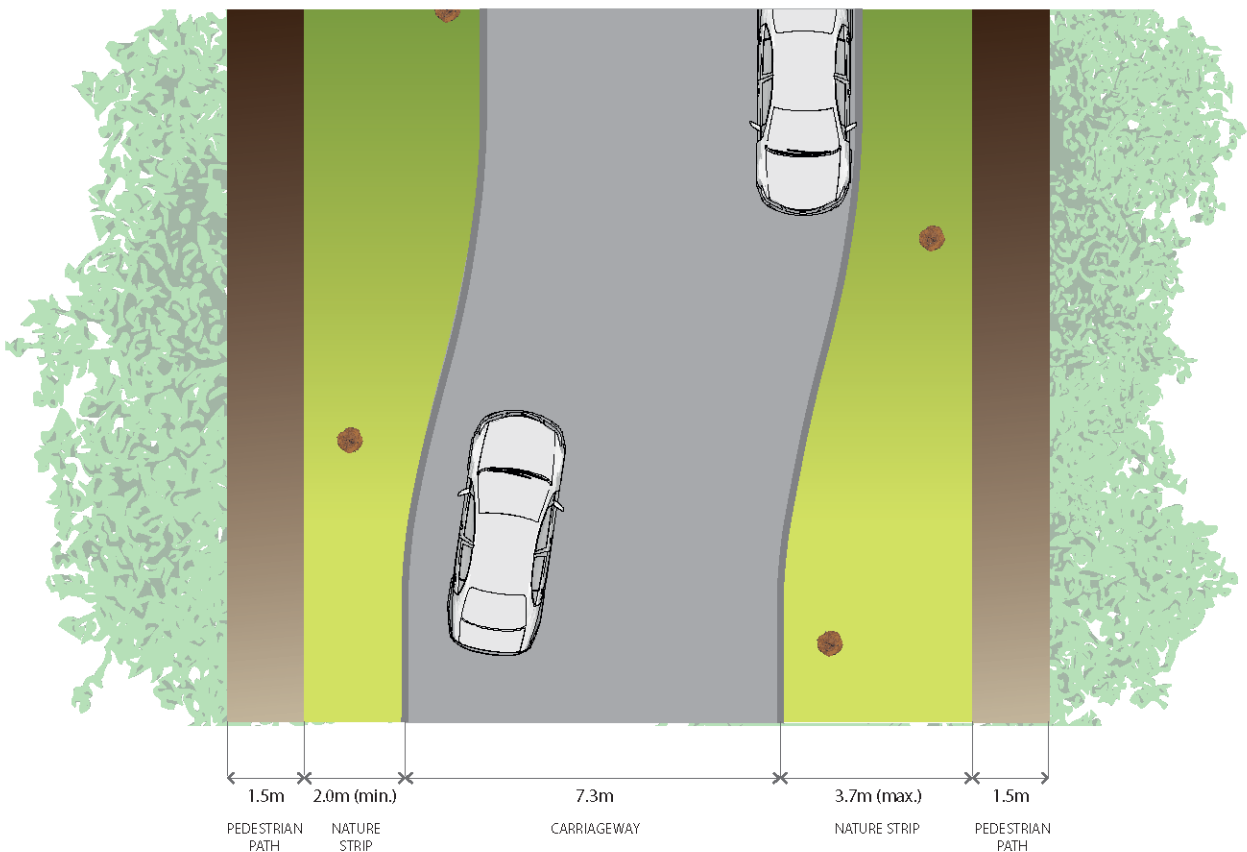 1.5m 2.0m (min.) 7.3m 3.7m (max.) 1.5m
PEDESTRIAN NATURE CARRIAGEWAY NATURE STRIP PEDESTRIAN
PATH STRIP PATH